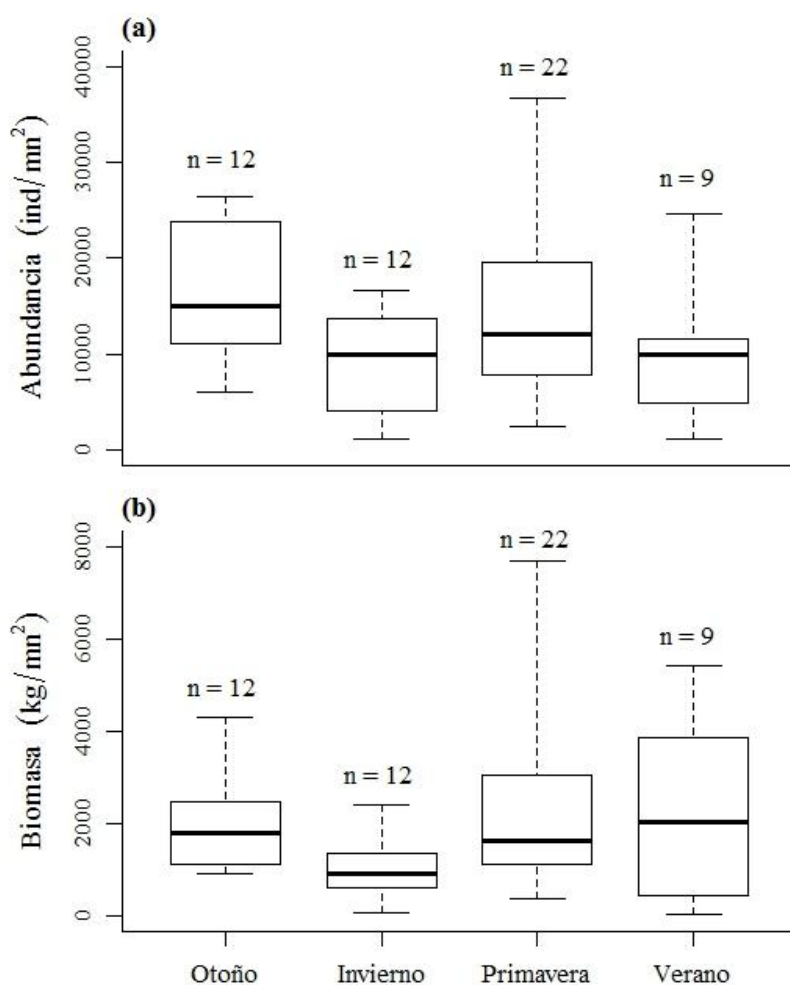 (a)
Abundancia (ind/mn²)
40000
30000
20000
10000
0
n = 12
n = 12
n = 22
n = 9
(b)
Biomasa (kg/mn²)
8000
6000
4000
2000
0
n = 12
n = 12
n = 22
n = 9
Otoño Invierno Primavera Verano